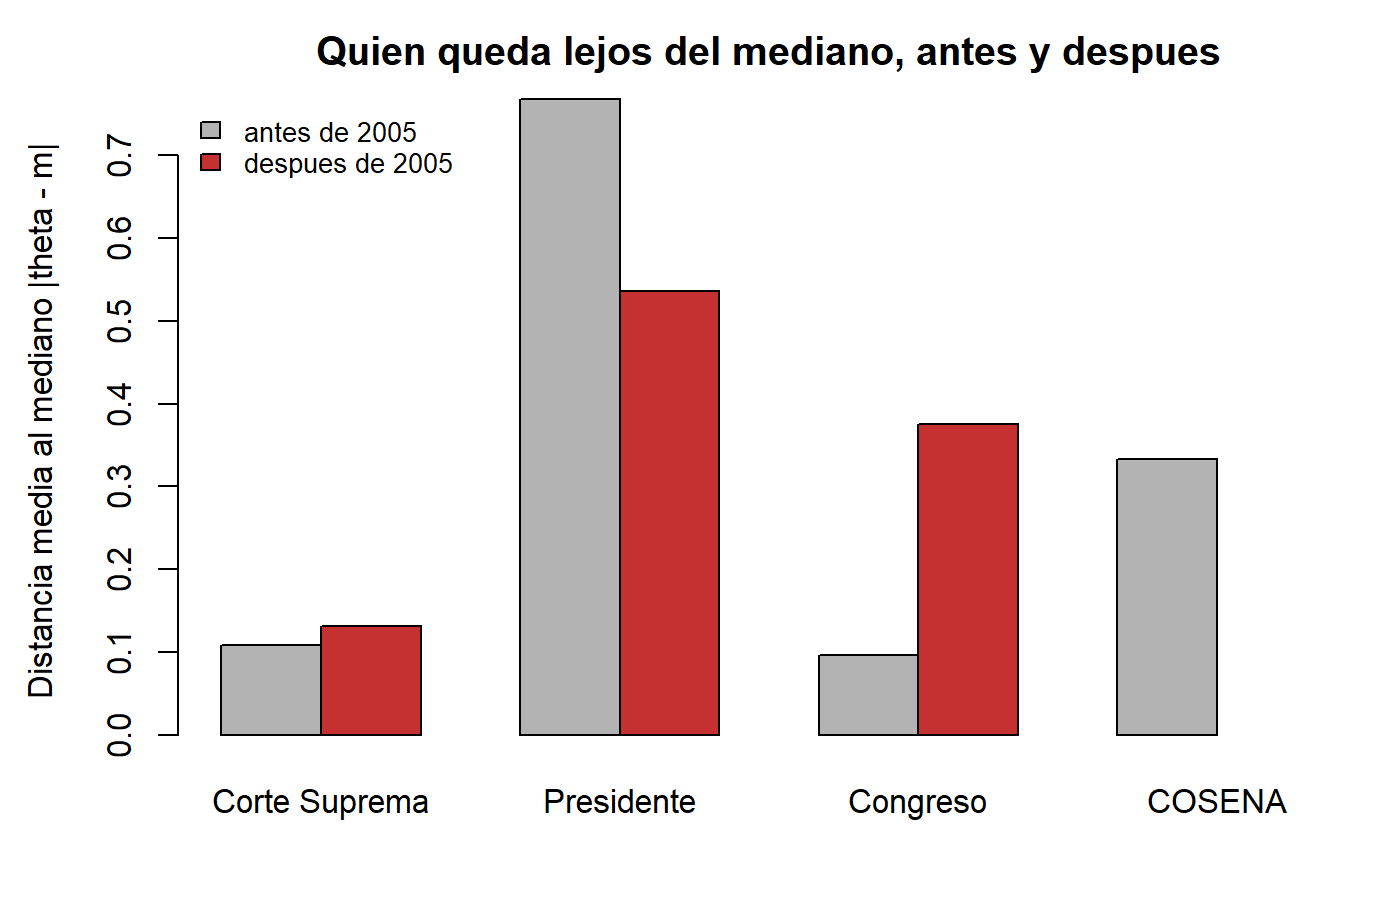 Quien queda lejos del mediano, antes y despues
antes de 2005
despues de 2005
Distancia media al mediano |theta - m|
0.7
0.6
0.5
0.4
0.3
0.2
0.1
0.0
Corte Suprema
Presidente
Congreso
COSENA